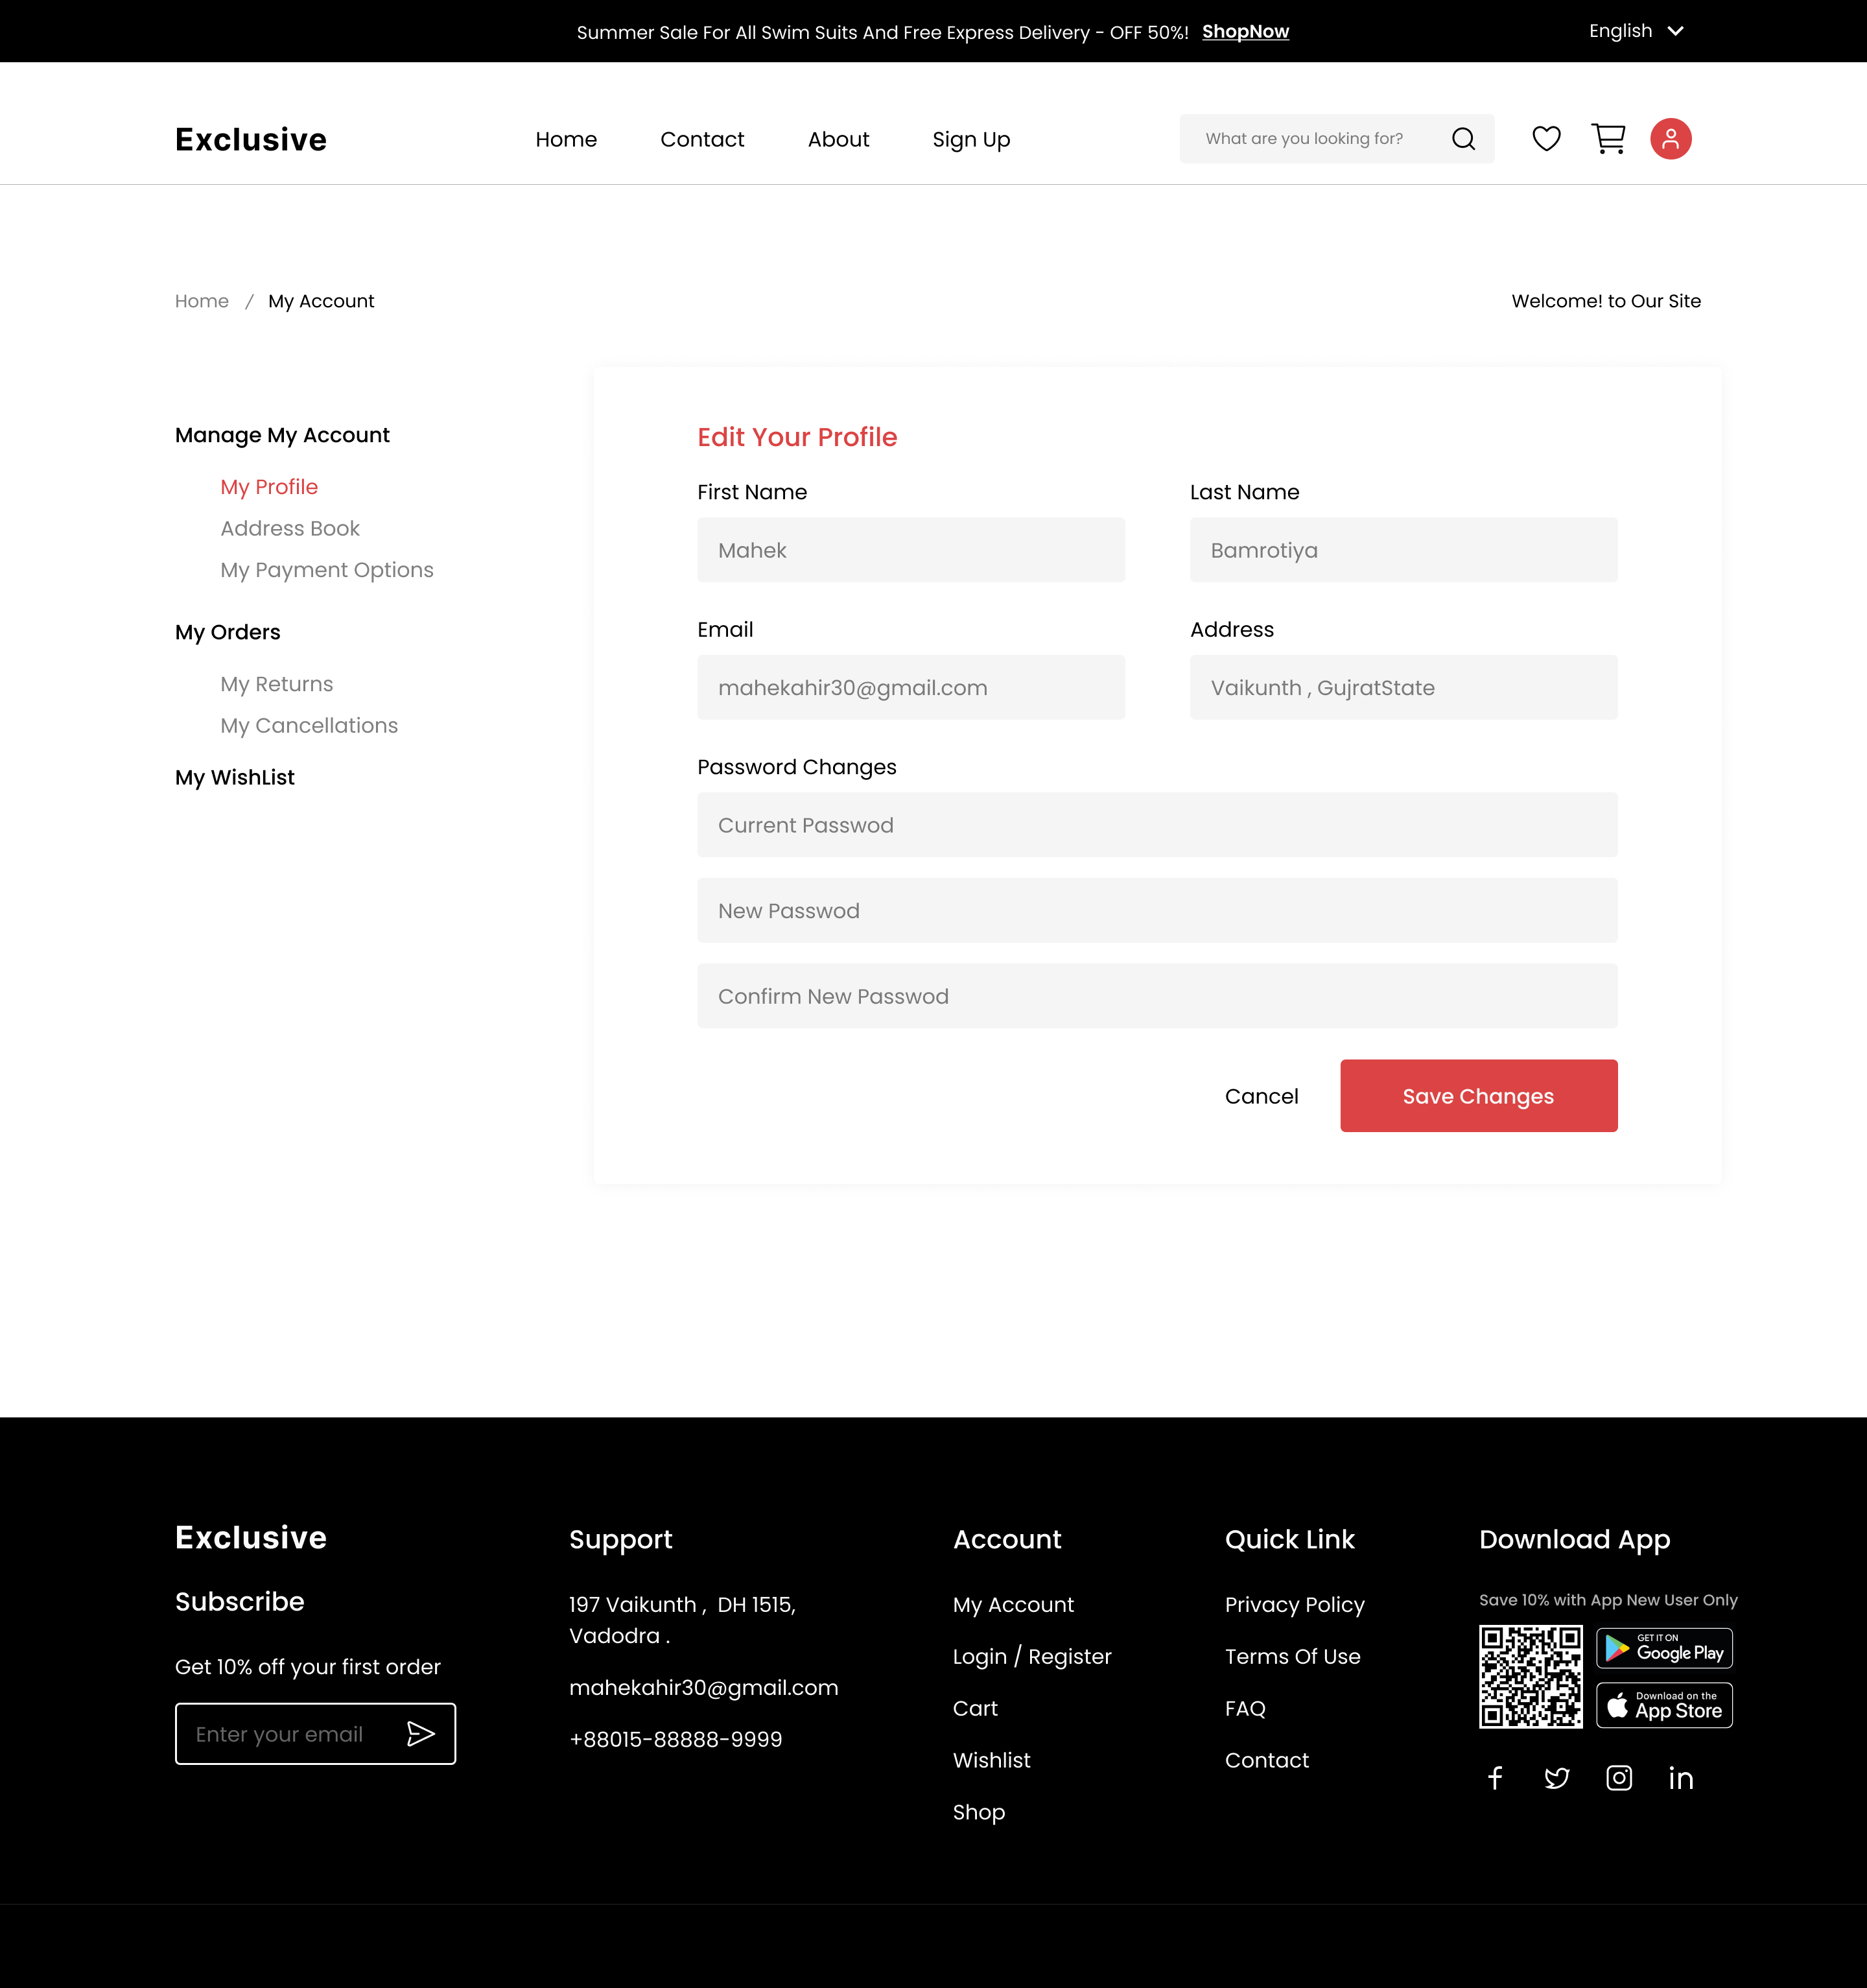 Summer Sale For All Swim Suits And Free Express Delivery - OFF 50%! ShopNow
English
Exclusive
Home
Contact
About
Sign Up
What are you looking for?
Home / My Account
Welcome! to Our Site
Manage My Account
My Profile
Address Book
My Payment Options
My Orders
My Returns
My Cancellations
My WishList
Edit Your Profile
First Name
Last Name
Mahek
Bamrotiya
Email
Address
mahekahir30@gmail.com
Vaikunth , GujratState
Password Changes
Current Passwod
New Passwod
Confirm New Passwod
Cancel
Save Changes
Exclusive
Subscribe
Get 10% off your first order
Enter your email
Support
197 Vaikunth ,  DH 1515,
Vadodra .
mahekahir30@gmail.com
+88015-88888-9999
Account
My Account
Login / Register
Cart
Wishlist
Shop
Quick Link
Privacy Policy
Terms Of Use
FAQ
Contact
Download App
Save 10% with App New User Only
GET IT ON
Google Play
Download on the
App Store